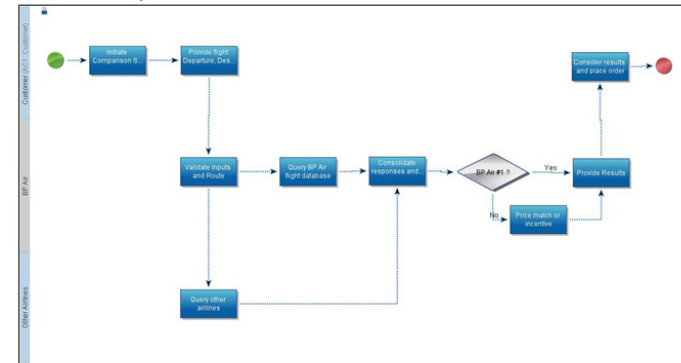 Customer (AC1: Customer)
Initiate
Comparison S...
Provide flight
Departure, Des...
Consider results
and place order
BP Air
Validate Inputs
and Route
Query BP Air
flight database
Consolidate
responses and...
BP Air #1 ?
Yes
Provide Results
No
Price match or
incentive
Other Airlines
Query other
airlines